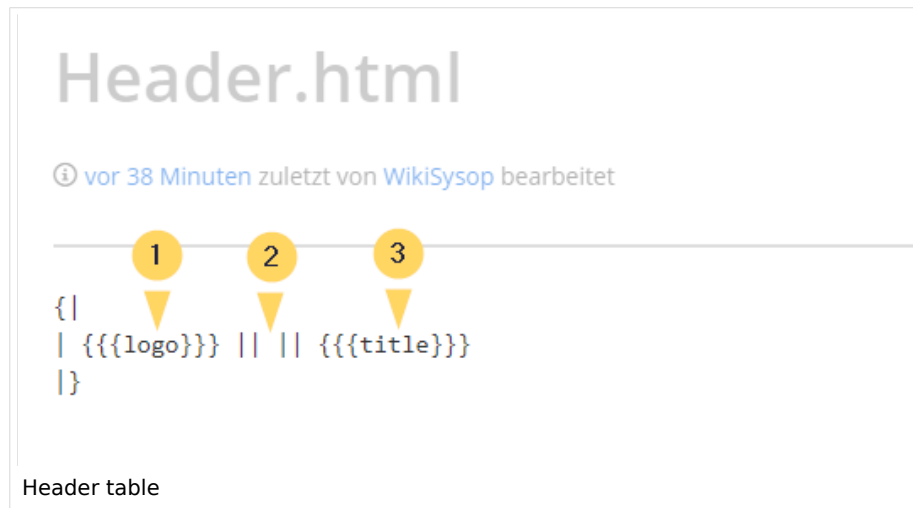 Header.html
vor 38 Minuten zuletzt von WikiSysop bearbeitet
1 2 3
{|
| {{{logo}}} || || {{{title}}}
|}
Header table